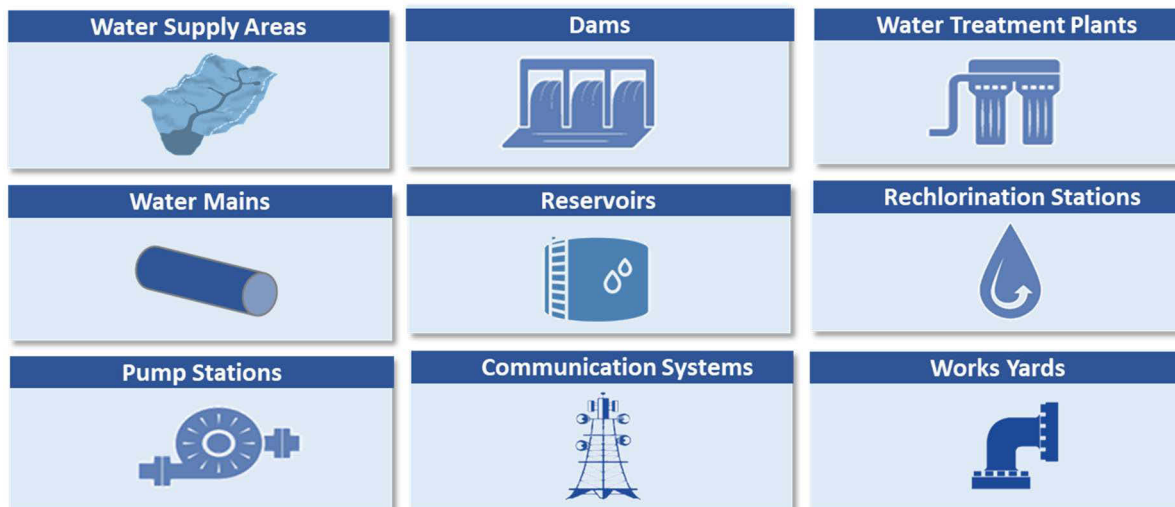 Water Supply Areas
Dams
Water Treatment Plants
Water Mains
Reservoirs
Rechlorination Stations
Pump Stations
Communication Systems
Works Yards